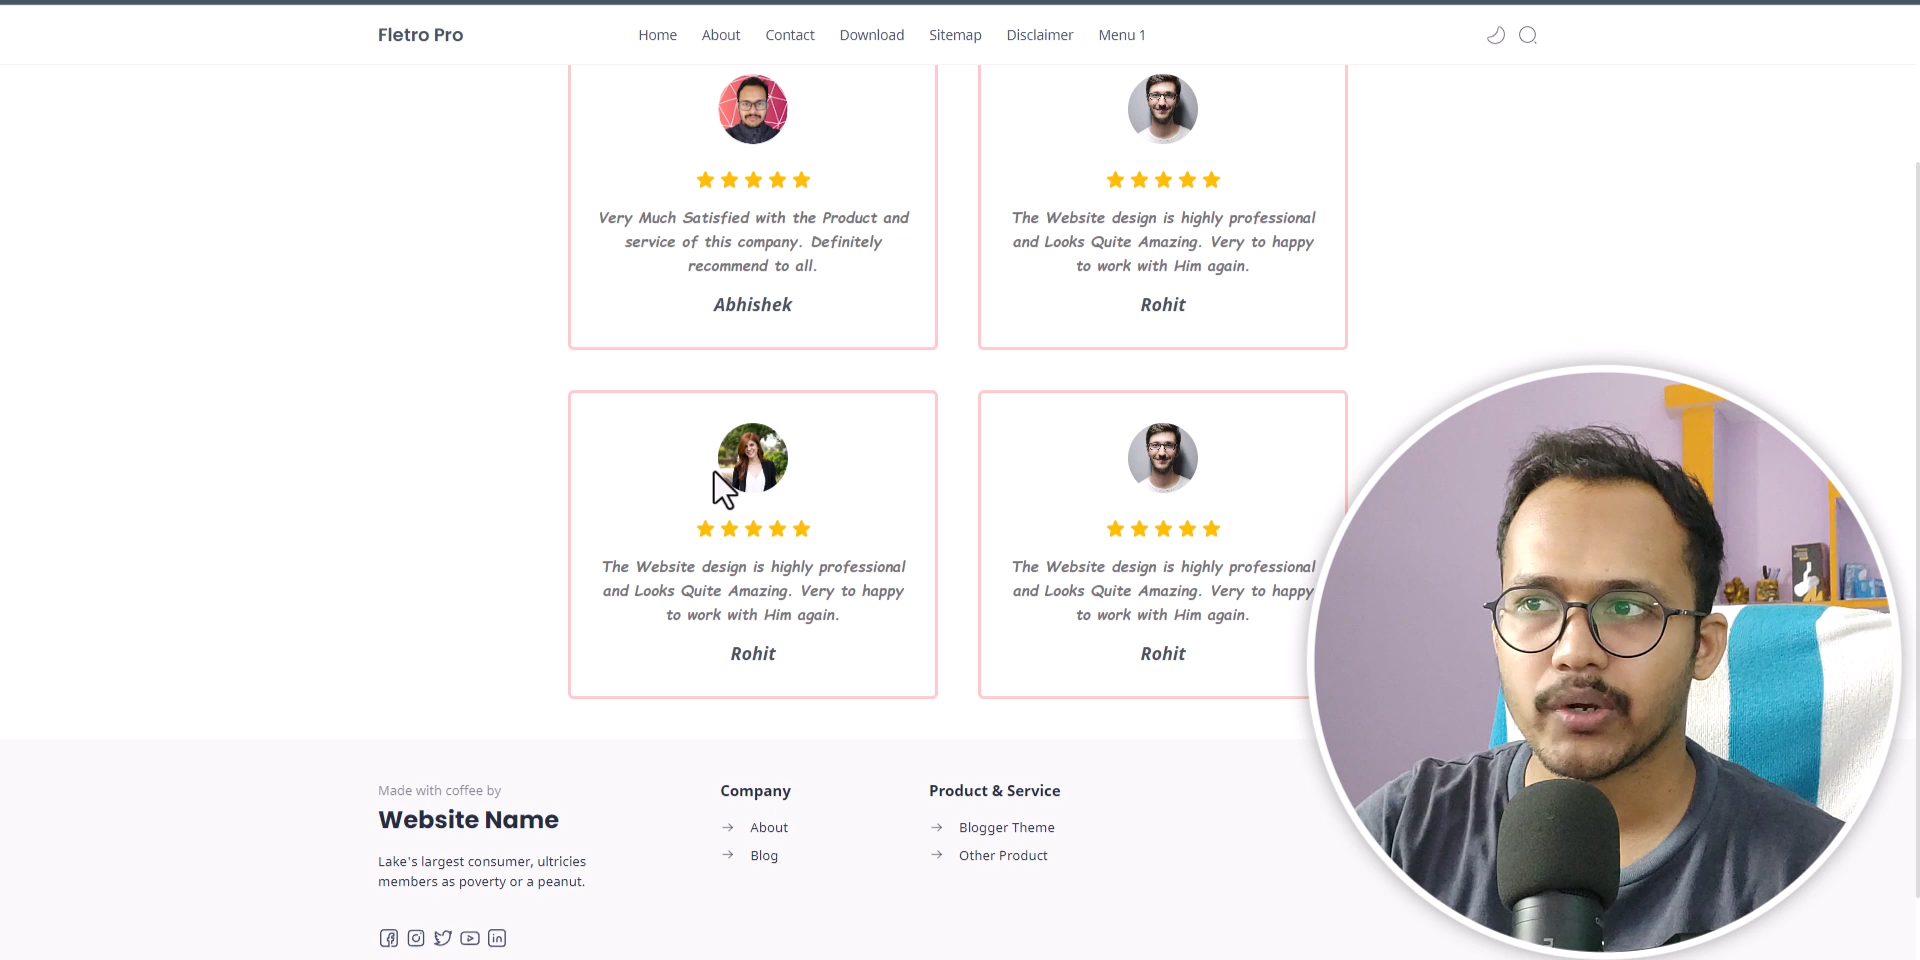 Fletro Pro
Home About Contact Download Sitemap Disclaimer Menu 1
Very Much Satisfied with the Product and
service of this company. Definitely
recommend to all.
Abhishek
The Website design is highly professional
and Looks Quite Amazing. Very to happy
to work with Him again.
Rohit
The Website design is highly professional
and Looks Quite Amazing. Very to happy
to work with Him again.
Rohit
The Website design is highly professional
and Looks Quite Amazing. Very to happy
to work with Him again.
Rohit
Made with coffee by
Website Name
Lake's largest consumer, ultricies
members as poverty or a peanut.
Company
About
Blog
Product & Service
Blogger Theme
Other Product